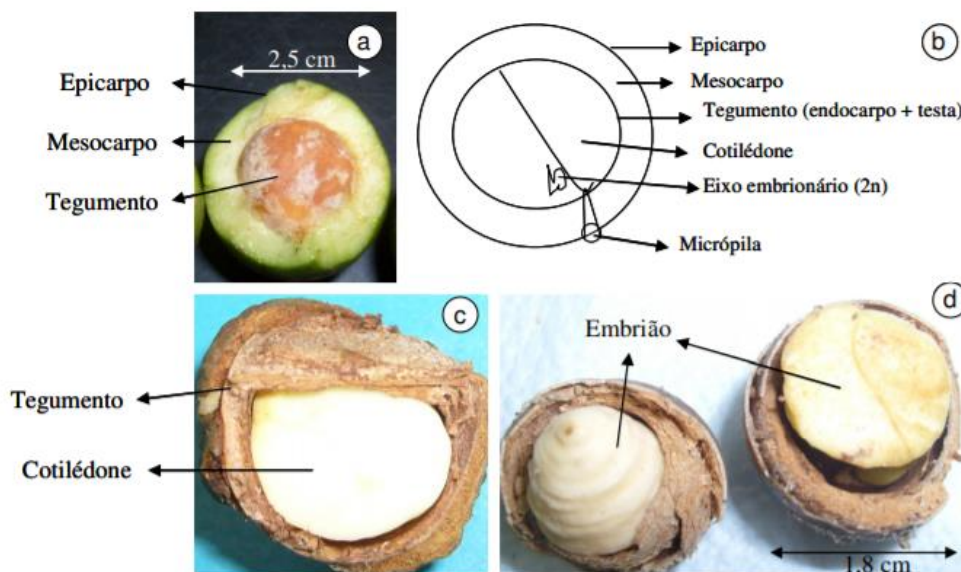 a
2,5 cm
Epicarpo
Mesocarpo
Tegumento
b
Epicarpo
Mesocarpo
Tegumento (endocarpo + testa)
Cotilédone
Eixo embrionário (2n)
Micrópila
c
Tegumento
Cotilédone
d
Embrião
1,8 cm